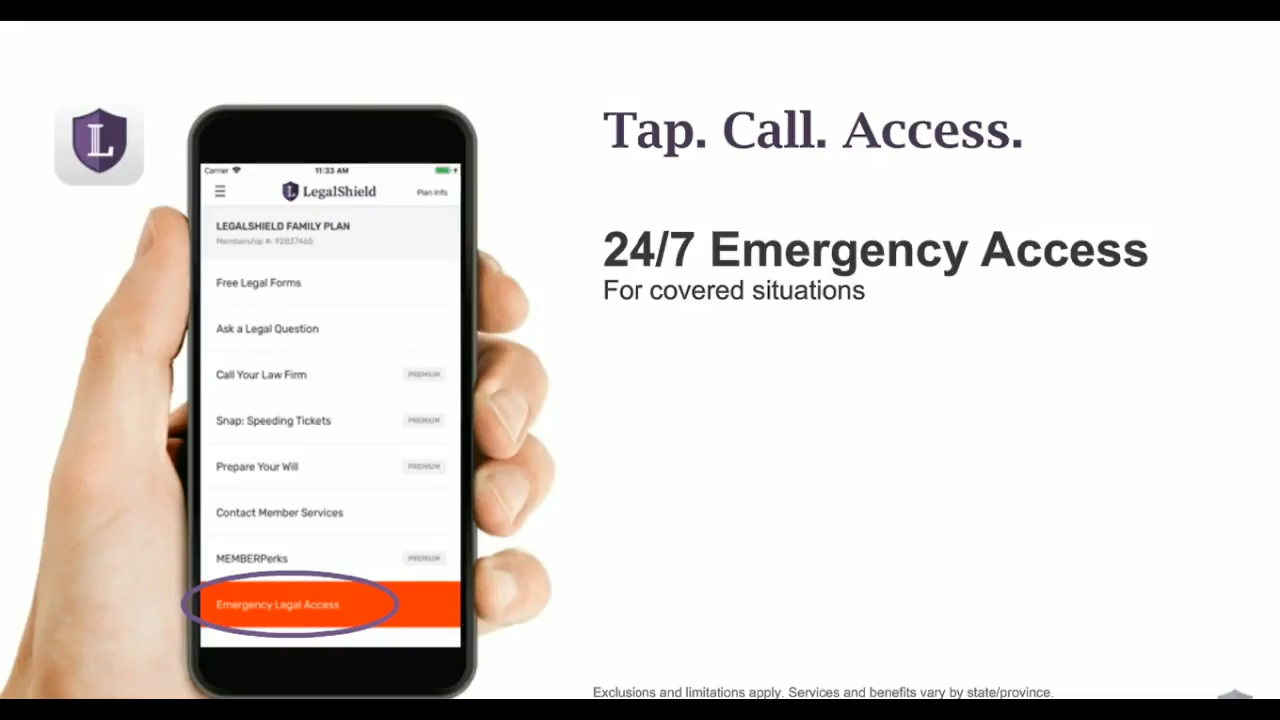 L
Tap. Call. Access.
24/7 Emergency Access
For covered situations
Carrier 11:33 AM
L LegalShield Plan Info
LEGALSHIELD FAMILY PLAN
Membership #: 92837465
Free Legal Forms
Ask a Legal Question
Call Your Law Firm PREMIUM
Snap: Speeding Tickets PREMIUM
Prepare Your Will PREMIUM
Contact Member Services
MEMBERPerks PREMIUM
Emergency Legal Access
Exclusions and limitations apply. Services and benefits vary by state/province.